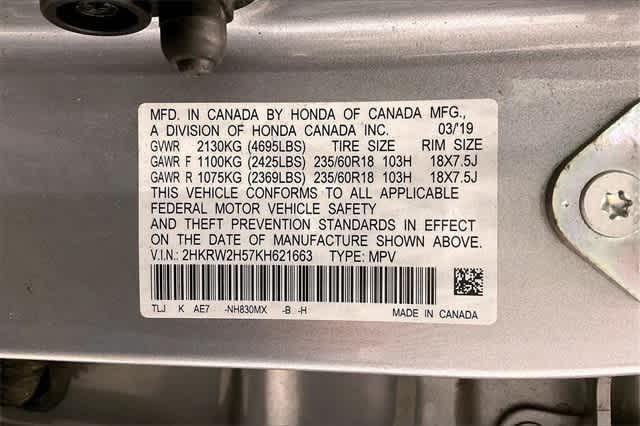 MFD. IN CANADA BY HONDA OF CANADA MFG.,
A DIVISION OF HONDA CANADA INC. 03/'19
GVWR 2130KG (4695LBS) TIRE SIZE RIM SIZE
GAWR F 1100KG (2425LBS) 235/60R18 103H 18X7.5J
GAWR R 1075KG (2369LBS) 235/60R18 103H 18X7.5J
THIS VEHICLE CONFORMS TO ALL APPLICABLE
FEDERAL MOTOR VEHICLE SAFETY
AND THEFT PREVENTION STANDARDS IN EFFECT
ON THE DATE OF MANUFACTURE SHOWN ABOVE.
V.I.N.: 2HKRW2H57KH621663 TYPE: MPV
TLJ K AE7 -NH830MX -B -H MADE IN CANADA